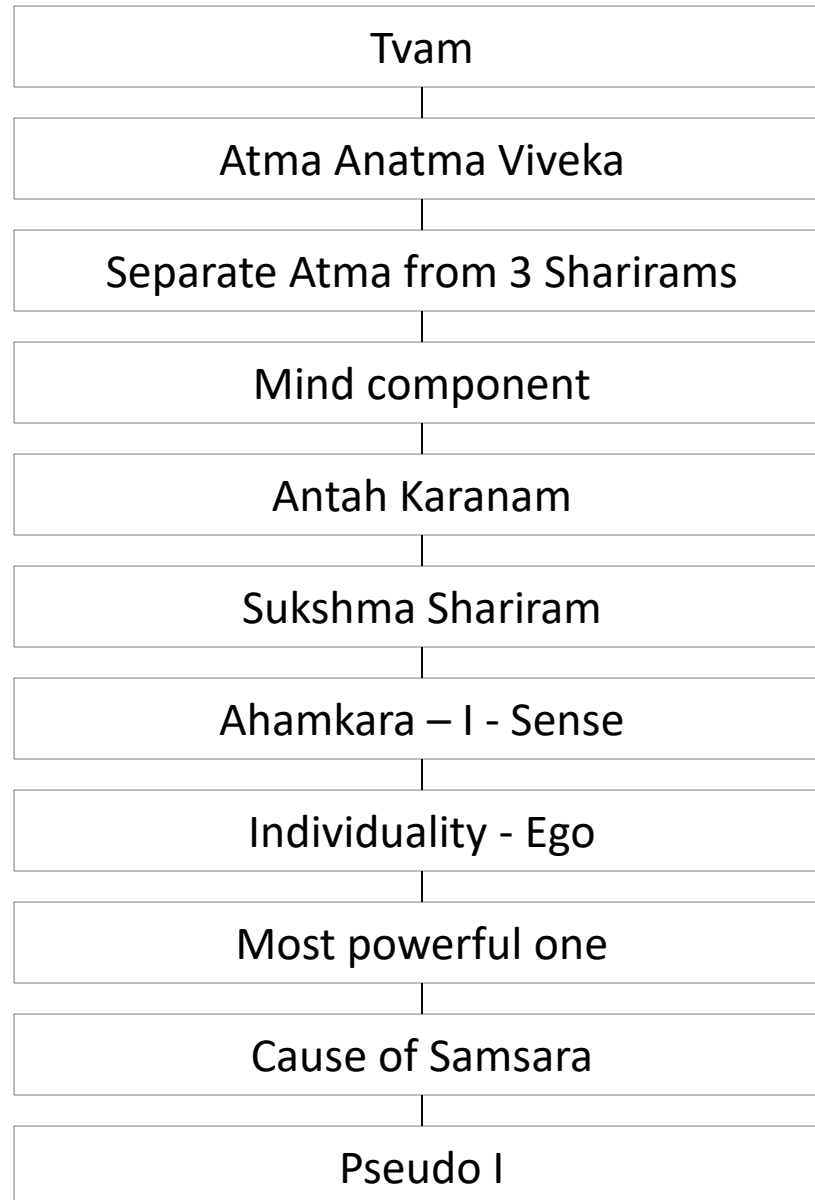 Tvam
Atma Anatma Viveka
Separate Atma from 3 Sharirams
Mind component
Antah Karanam
Sukshma Shariram
Ahamkara – I - Sense
Individuality - Ego
Most powerful one
Cause of Samsara
Pseudo I